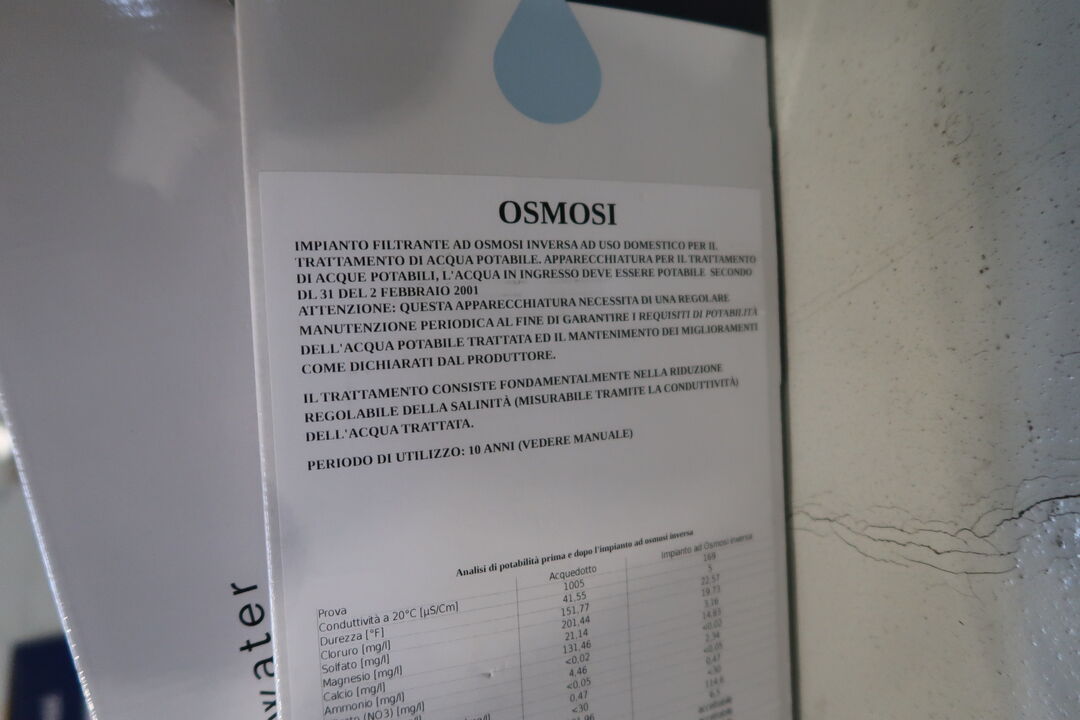 OSMOSI
IMPIANTO FILTRANTE AD OSMOSI INVERSA AD USO DOMESTICO PER IL
TRATTAMENTO DI ACQUA POTABILE. APPARECCHIATURA PER IL TRATTAMENTO
DI ACQUE POTABILI, L'ACQUA IN INGRESSO DEVE ESSERE POTABILE SECONDO
DL 31 DEL 2 FEBBRAIO 2001
ATTENZIONE: QUESTA APPARECCHIATURA NECESSITA DI UNA REGOLARE
MANUTENZIONE PERIODICA AL FINE DI GARANTIRE I REQUISITI DI POTABILITÀ
DELL'ACQUA POTABILE TRATTATA ED IL MANTENIMENTO DEI MIGLIORAMENTI
COME DICHIARATI DAL PRODUTTORE.
IL TRATTAMENTO CONSISTE FONDAMENTALMENTE NELLA RIDUZIONE
REGOLABILE DELLA SALINITÀ (MISURABILE TRAMITE LA CONDUTTIVITÀ)
DELL'ACQUA TRATTATA.
PERIODO DI UTILIZZO: 10 ANNI (VEDERE MANUALE)
Analisi di potabilità prima e dopo l'impianto ad osmosi inversa
Prova Acquedotto Impianto ad Osmosi inversa
Conduttività a 20°C [µS/Cm] 1005 169
Durezza [°F] 41,55 5
Cloruro [mg/l] 151,77 22,57
Solfato [mg/l] 201,44 19,73
Magnesio [mg/l] 21,14 3,16
Calcio [mg/l] 131,46 14,83
Ammonio [mg/l] <0,02 <0,02
(NO3) [mg/l] 4,46 2,34
<0,05 <0,05
0,47 0,47
<30 <30
water